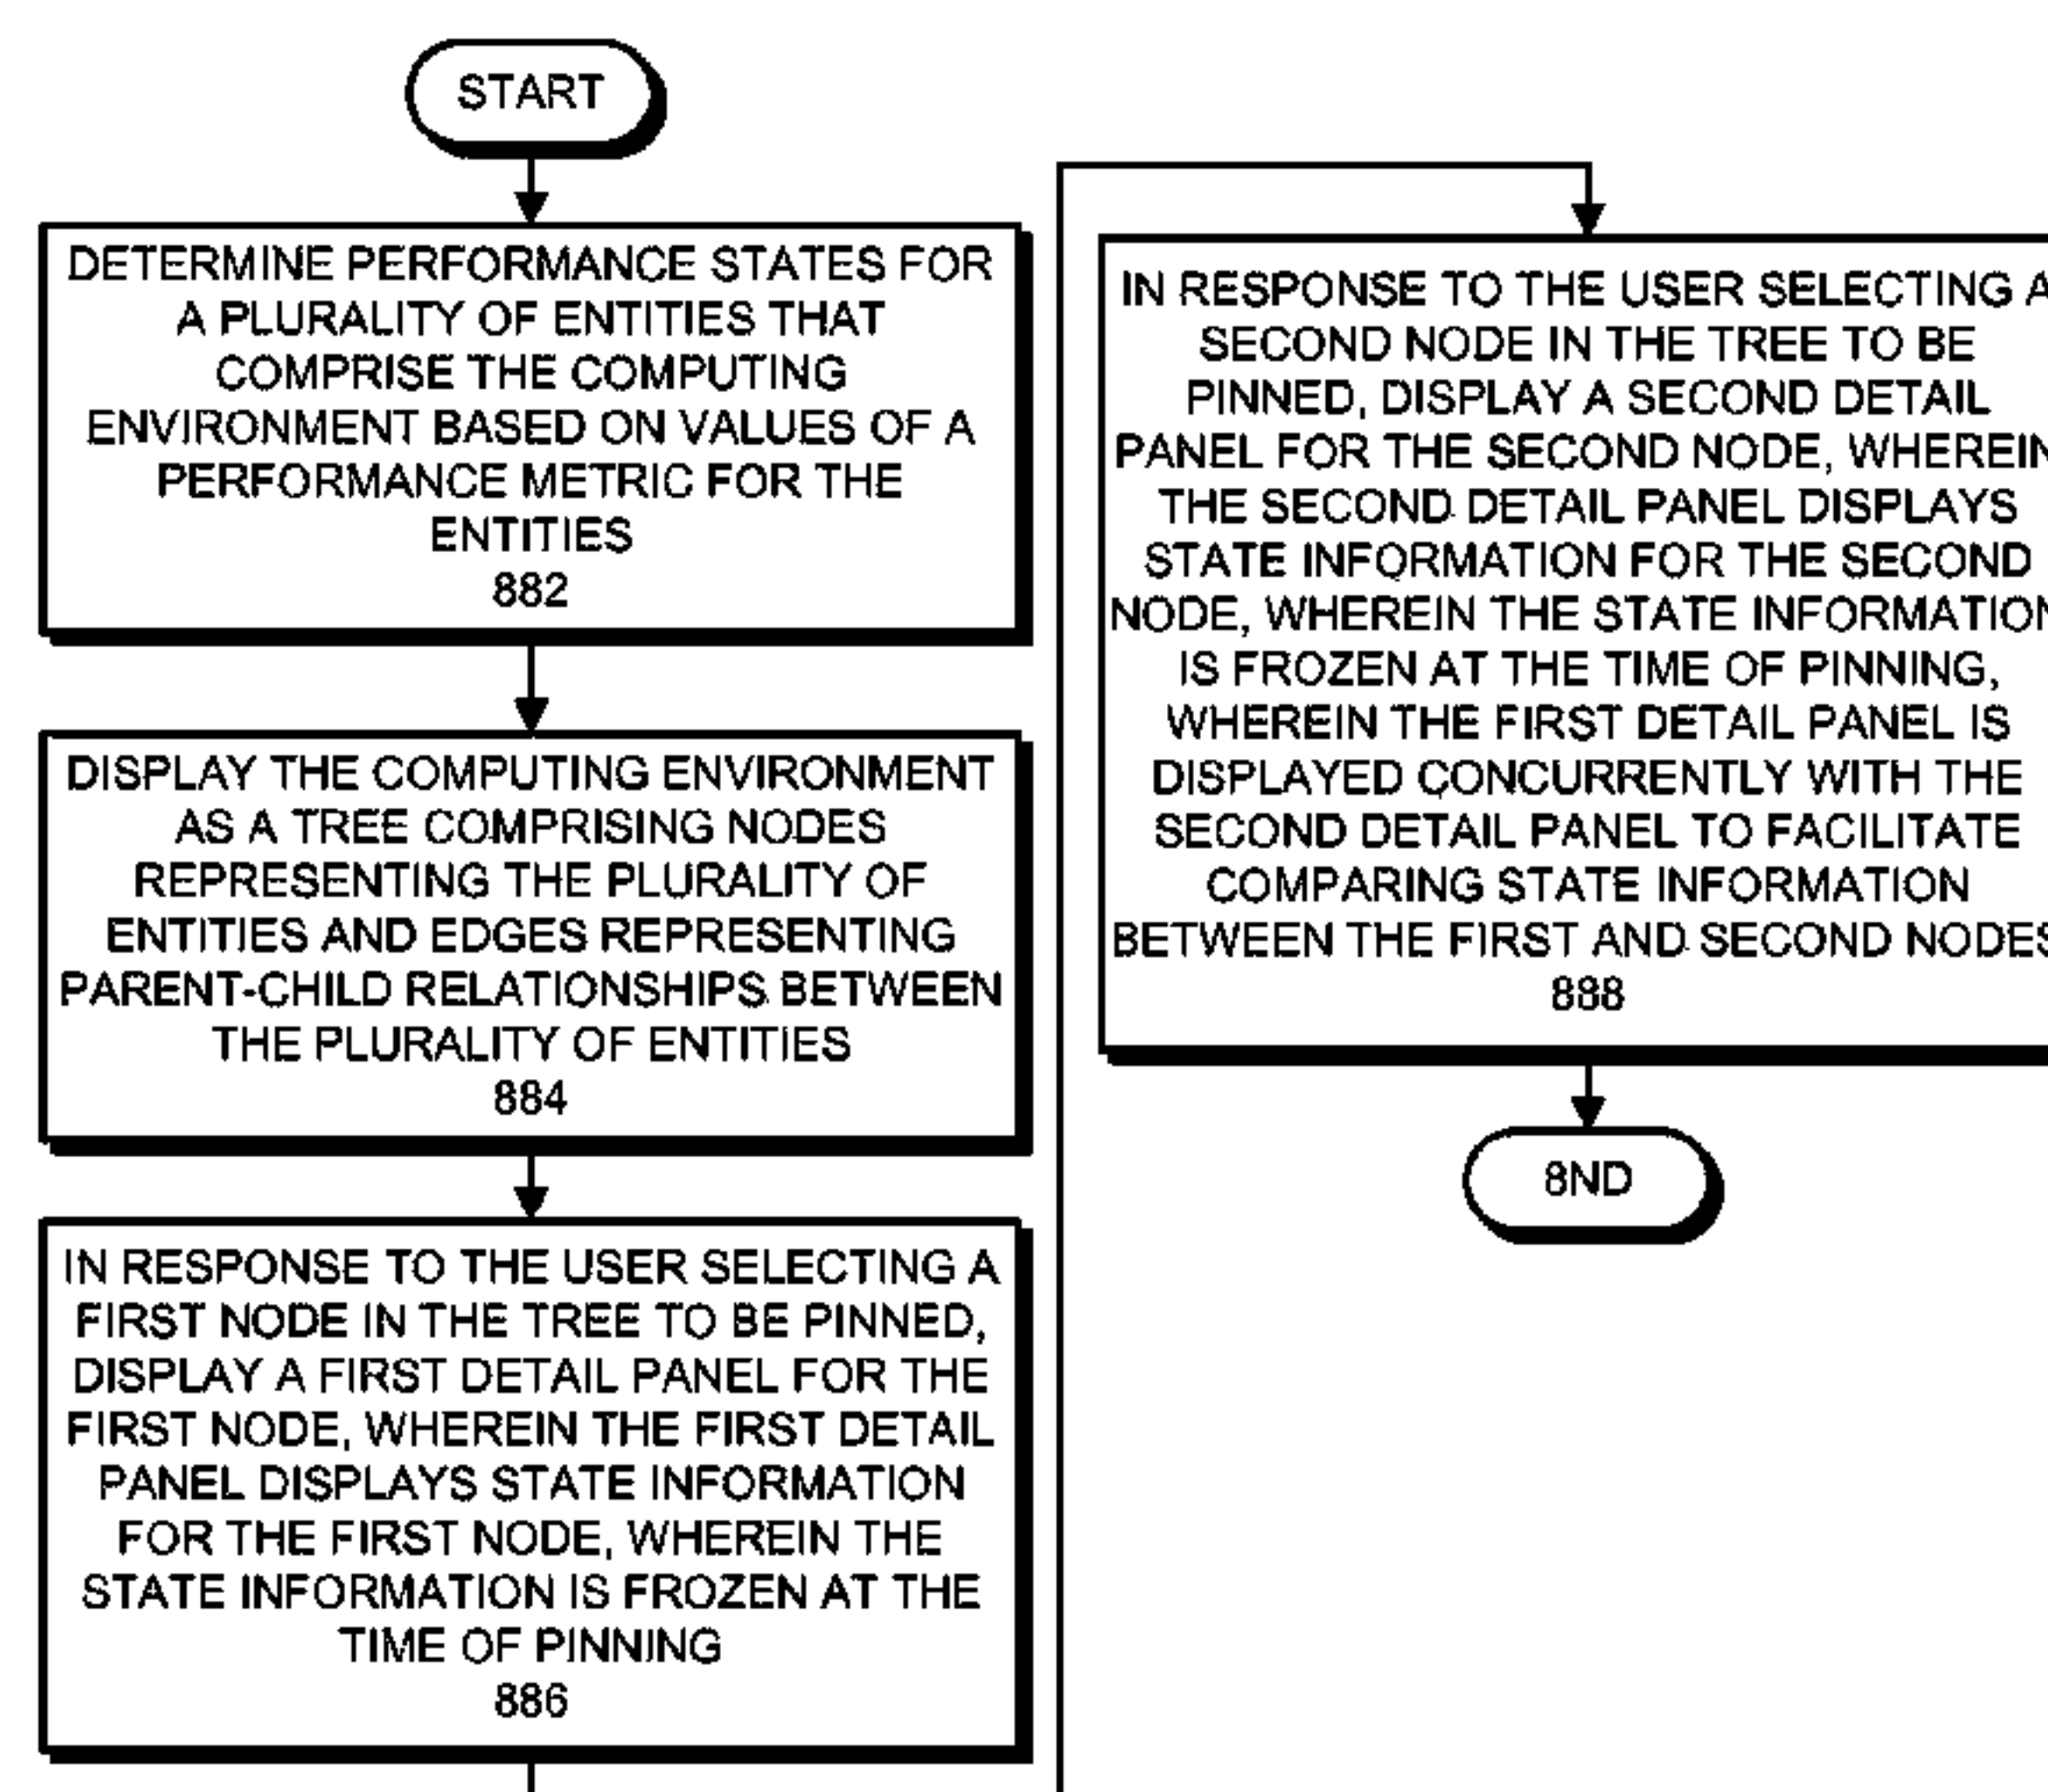 START
DETERMINE PERFORMANCE STATES FOR
A PLURALITY OF ENTITIES THAT
COMPRISE THE COMPUTING
ENVIRONMENT BASED ON VALUES OF A
PERFORMANCE METRIC FOR THE
ENTITIES
882
DISPLAY THE COMPUTING ENVIRONMENT
AS A TREE COMPRISING NODES
REPRESENTING THE PLURALITY OF
ENTITIES AND EDGES REPRESENTING
PARENT-CHILD RELATIONSHIPS BETWEEN
THE PLURALITY OF ENTITIES
884
IN RESPONSE TO THE USER SELECTING A
FIRST NODE IN THE TREE TO BE PINNED,
DISPLAY A FIRST DETAIL PANEL FOR THE
FIRST NODE, WHEREIN THE FIRST DETAIL
PANEL DISPLAYS STATE INFORMATION
FOR THE FIRST NODE, WHEREIN THE
STATE INFORMATION IS FROZEN AT THE
TIME OF PINNING
886
IN RESPONSE TO THE USER SELECTING A
SECOND NODE IN THE TREE TO BE
PINNED, DISPLAY A SECOND DETAIL
PANEL FOR THE SECOND NODE, WHEREIN
THE SECOND DETAIL PANEL DISPLAYS
STATE INFORMATION FOR THE SECOND
NODE, WHEREIN THE STATE INFORMATION
IS FROZEN AT THE TIME OF PINNING,
WHEREIN THE FIRST DETAIL PANEL IS
DISPLAYED CONCURRENTLY WITH THE
SECOND DETAIL PANEL TO FACILITATE
COMPARING STATE INFORMATION
BETWEEN THE FIRST AND SECOND NODES
888
8ND